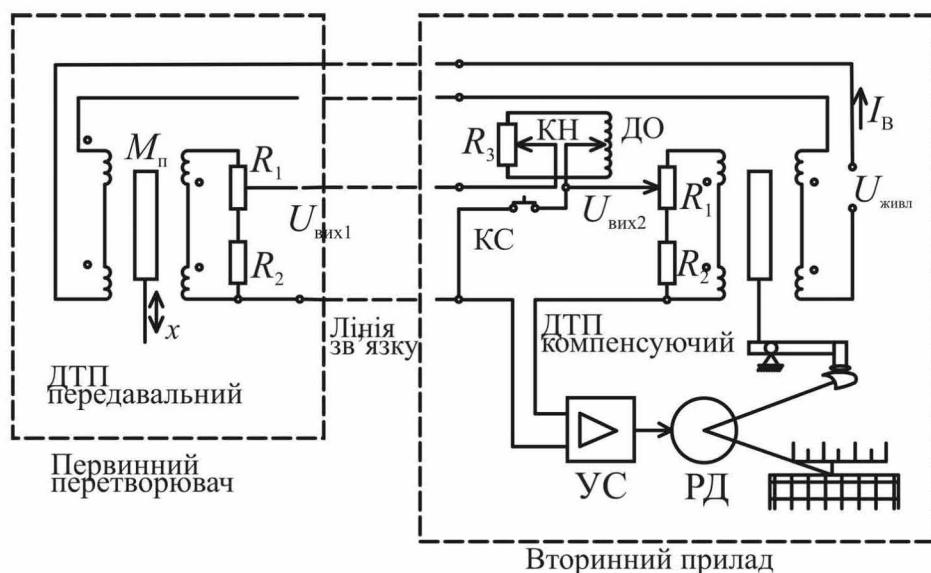 Mп
R1
Uвих1
R2
x
ДТП
передавальний
Первинний
перетворювач
Лінія
зв’язку
R3
КН
ДО
Iв
КС
Uвих2
R1
Uживл
R2
ДТП
компенсуючий
УС
РД
Вторинний прилад